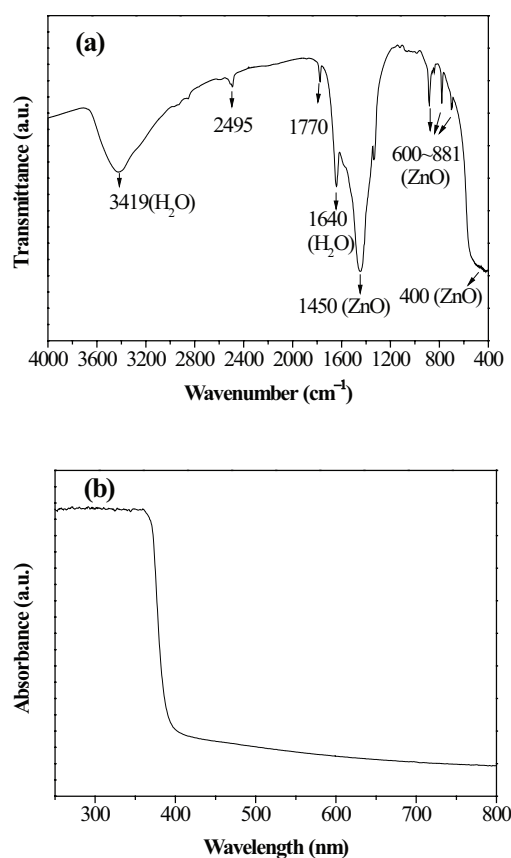 (a)
Transmittance (a.u.)
2495
1770
3419(H₂O)
1640
(H₂O)
1450 (ZnO)
600~881
(ZnO)
400 (ZnO)
4000 3600 3200 2800 2400 2000 1600 1200 800 400
Wavenumber (cm⁻¹)
(b)
Absorbance (a.u.)
300 400 500 600 700 800
Wavelength (nm)